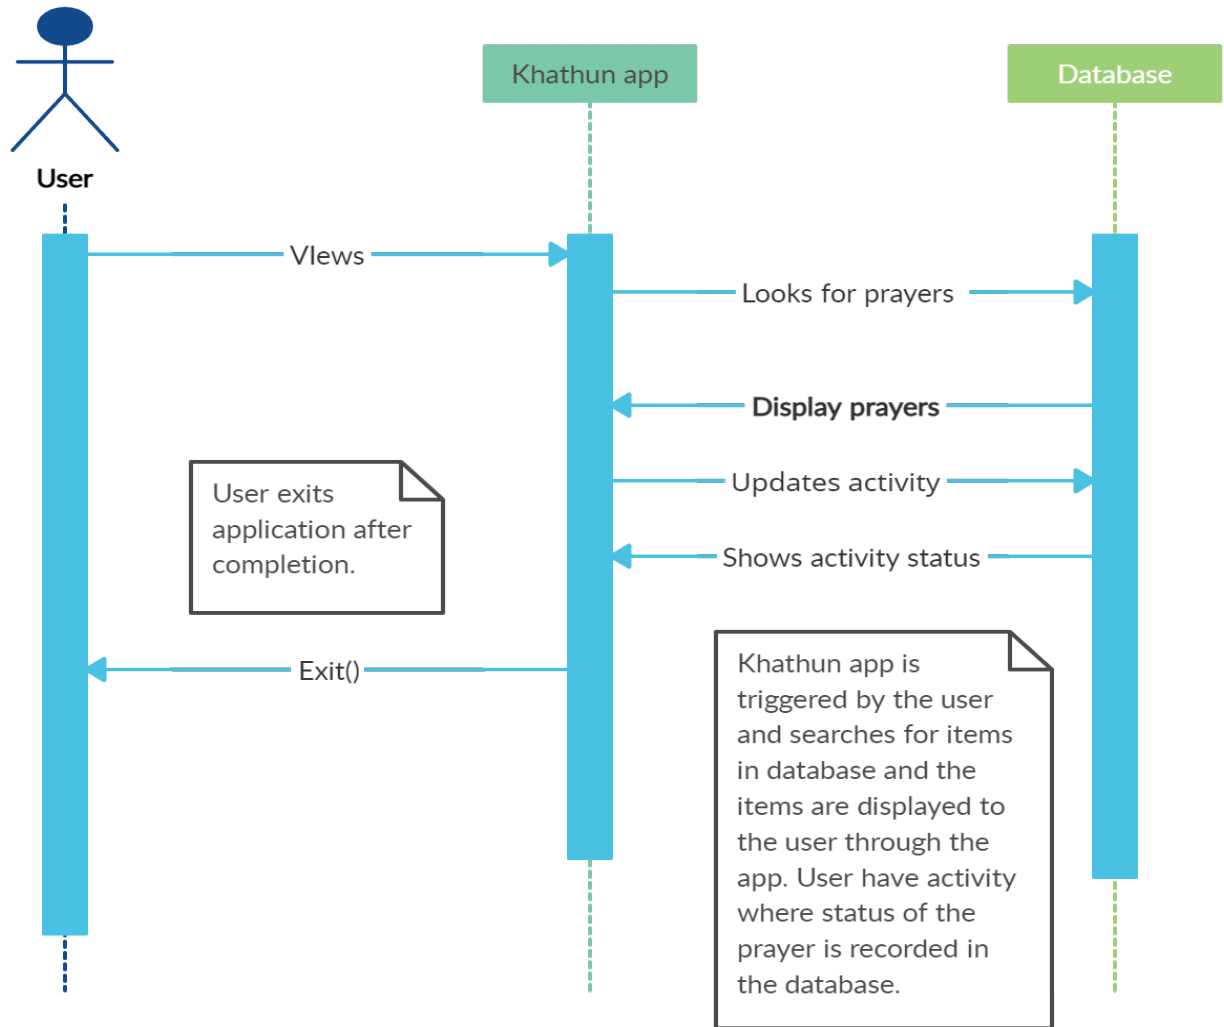 Khathun app
Database
User
VIews
Looks for prayers
Display prayers
Updates activity
User exits
application after
completion.
Shows activity status
Exit()
Khathun app is
triggered by the user
and searches for items
in database and the
items are displayed to
the user through the
app. User have activity
where status of the
prayer is recorded in
the database.